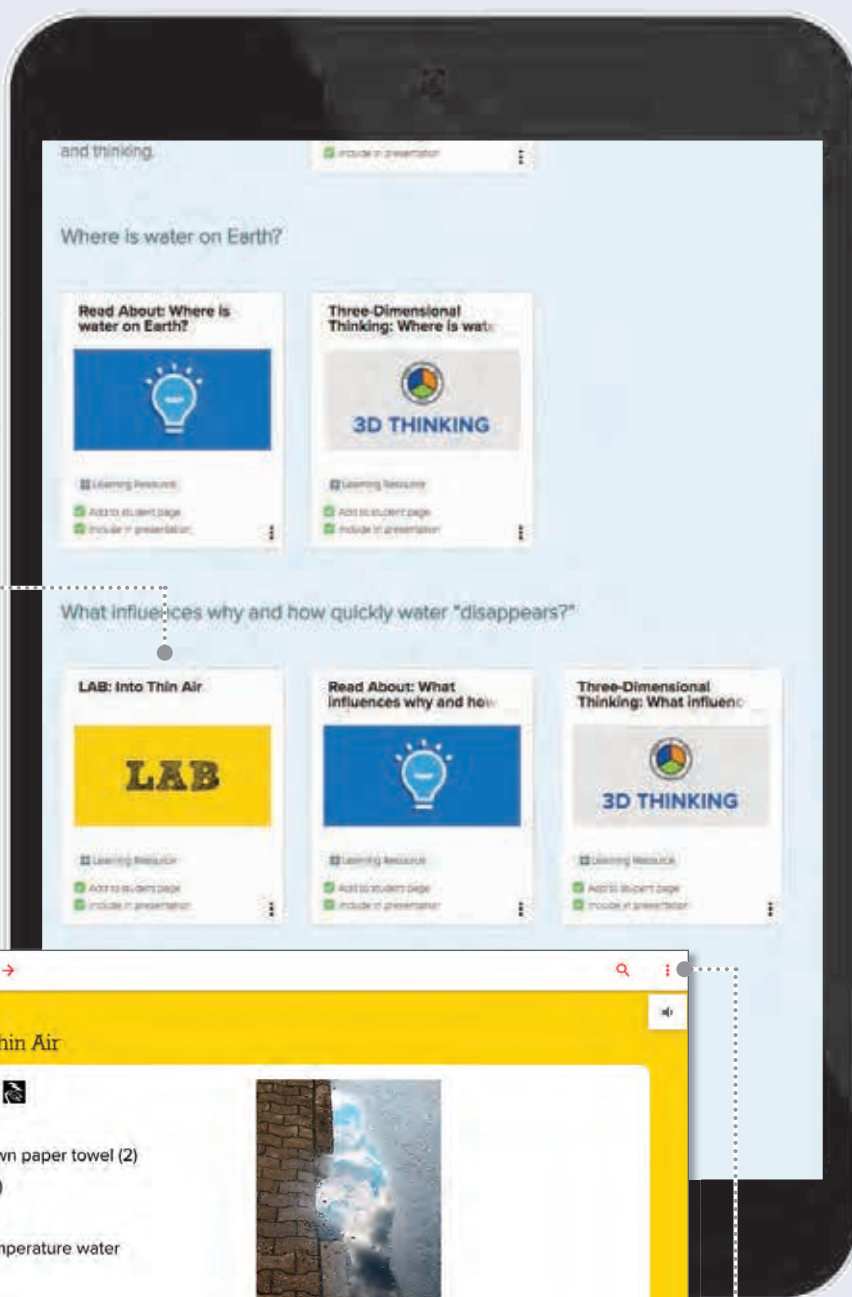 and thinking.
Include in presentation
Where is water on Earth?
Read About: Where is
water on Earth?
Three-Dimensional
Thinking: Where is wat
3D THINKING
Learning Resource
Learning Resource
Add to student page
Include in presentation
Add to student page
Include in presentation
What influences why and how quickly water "disappears?"
LAB: Into Thin Air
Read About: What
influences why and how
Three-Dimensional
Thinking: What influenc
LAB
3D THINKING
Learning Resource
Learning Resource
Learning Resource
Add to student page
Include in presentation
Add to student page
Include in presentation
Add to student page
Include in presentation
hin Air
wn paper towel (2)
)
mperature water